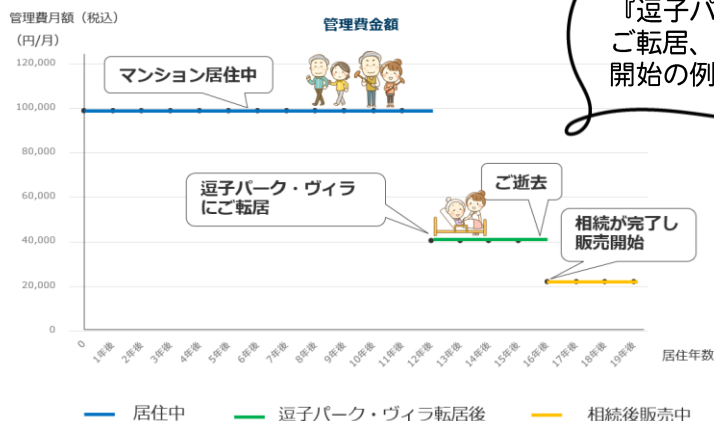 管理費月額（税込）
（円/月）
管理費金額
『逗子パ
ご転居、
開始の例
120,000
100,000
80,000
60,000
40,000
20,000
0
マンション居住中
逗子パーク・ヴィラ
にご転居
ご逝去
相続が完了し
販売開始
0 1年後 2年後 3年後 4年後 5年後 6年後 7年後 8年後 9年後 10年後 11年後 12年後 13年後 14年後 15年後 16年後 17年後 18年後 19年後
居住年数
居住中 逗子パーク・ヴィラ転居後 相続後販売中